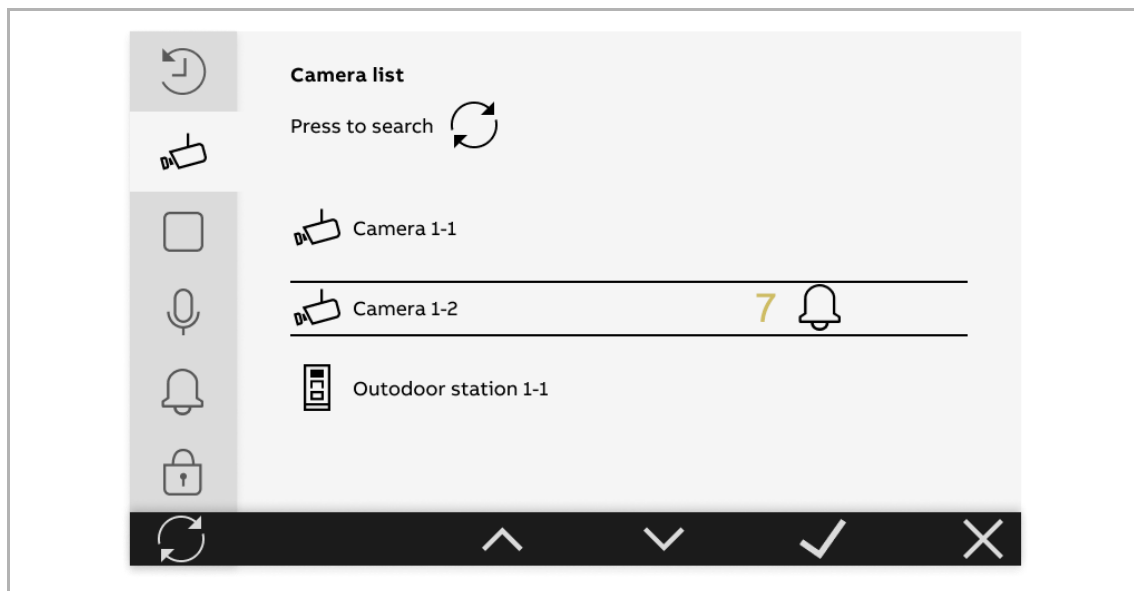 Camera list
Press to search
Camera 1-1
Camera 1-2 7
Outodoor station 1-1